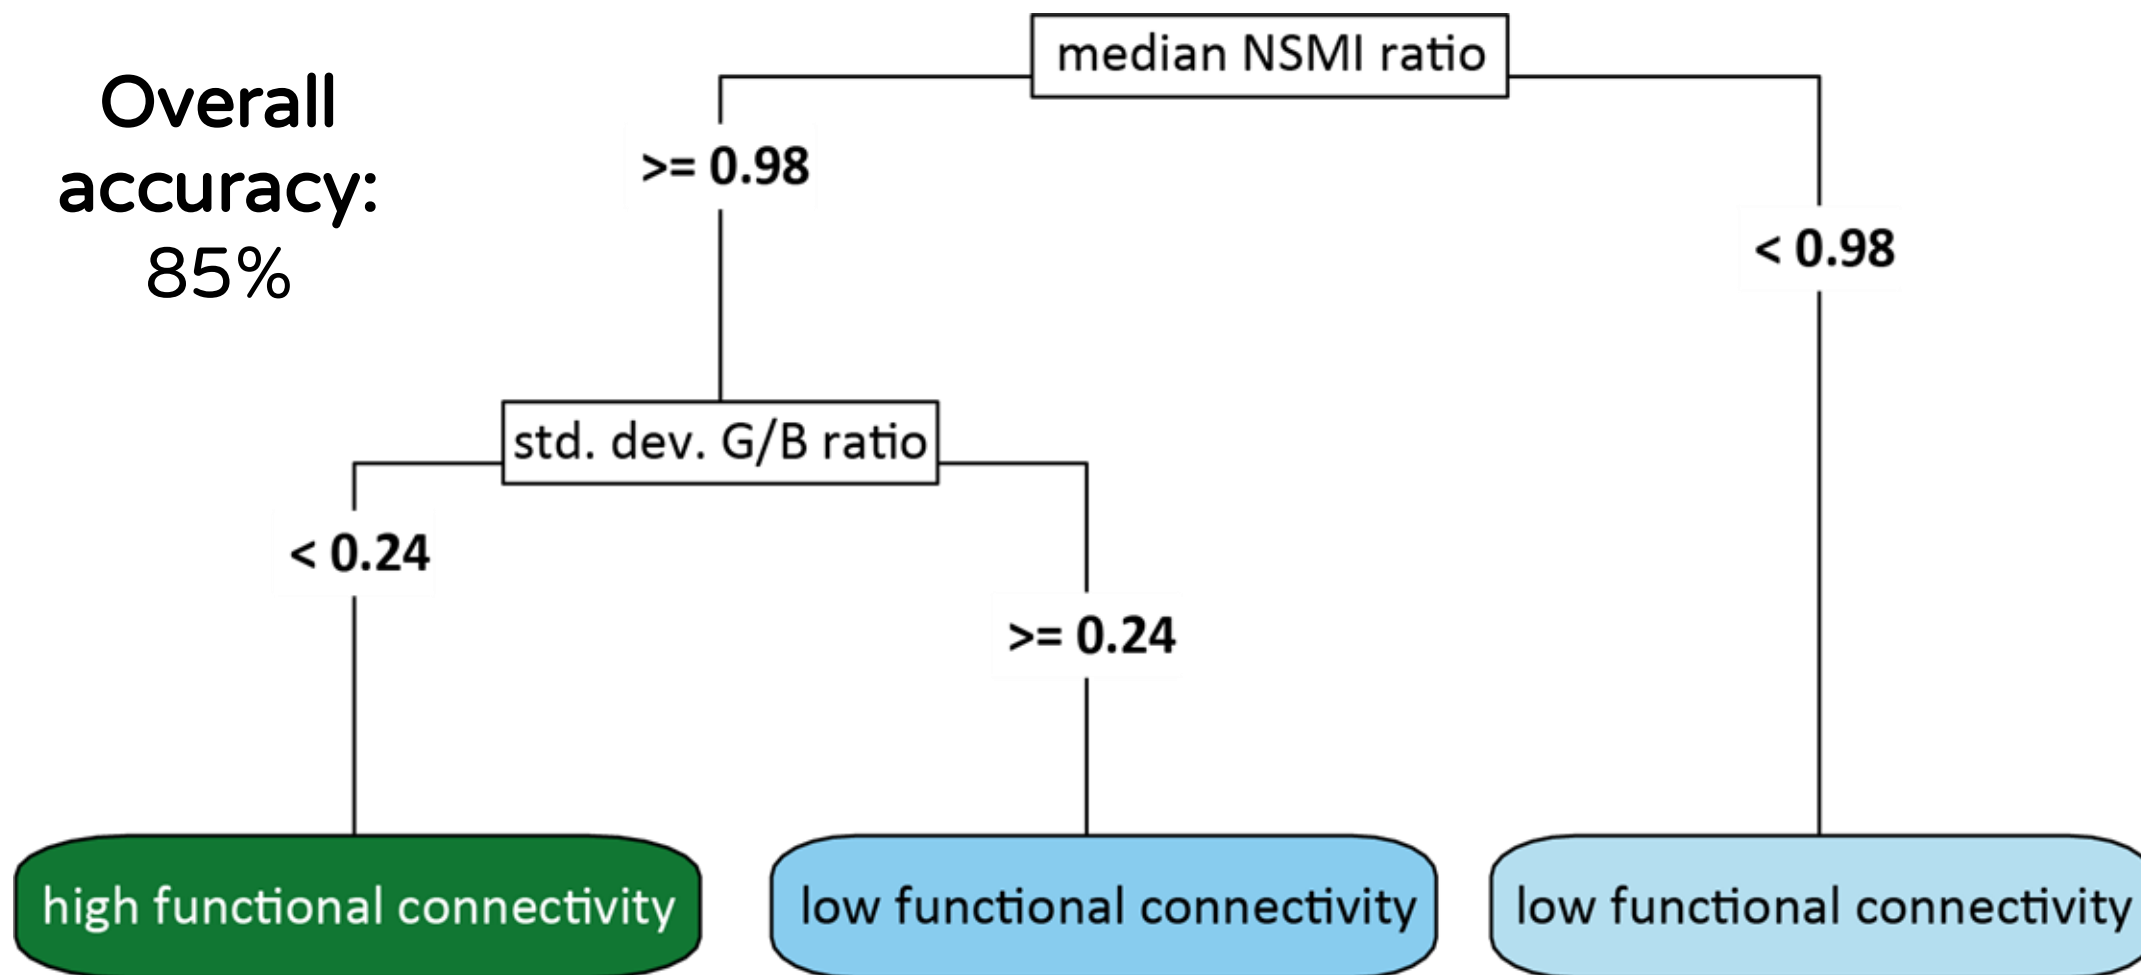 Overall
accuracy:
85%
median NSMI ratio
>= 0.98
< 0.98
std. dev. G/B ratio
< 0.24
>= 0.24
high functional connectivity
low functional connectivity
low functional connectivity